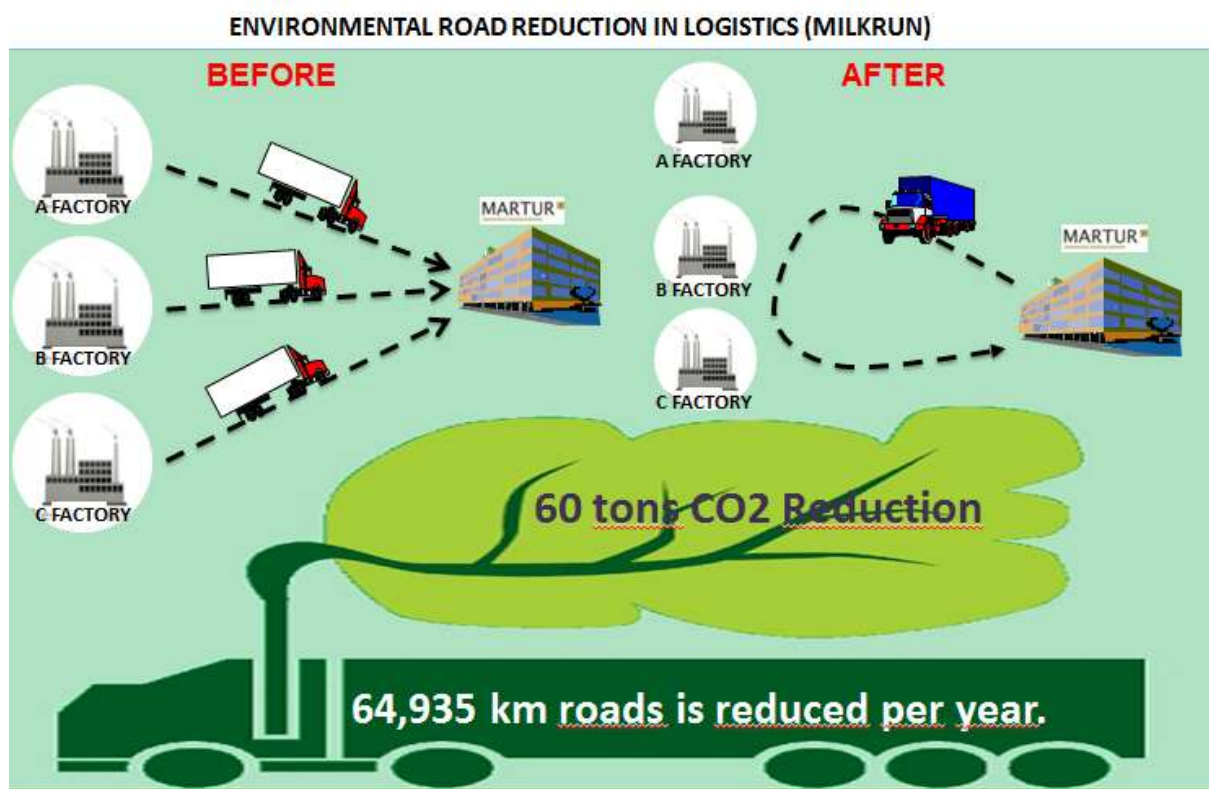 ENVIRONMENTAL ROAD REDUCTION IN LOGISTICS (MILKRUN)
BEFORE
A FACTORY
B FACTORY
C FACTORY
MARTUR
AFTER
A FACTORY
B FACTORY
C FACTORY
MARTUR
60 tons CO2 Reduction
64,935 km roads is reduced per year.